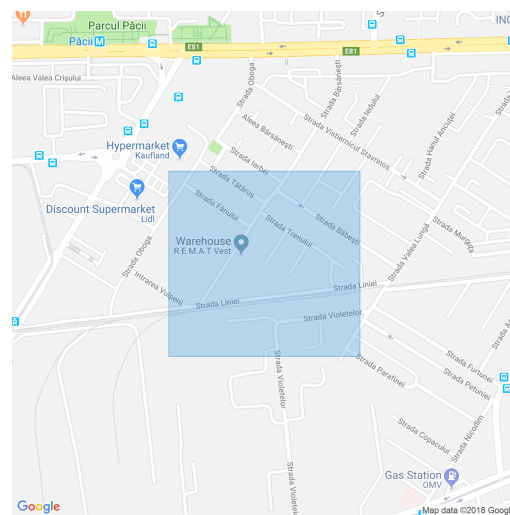 Parcul Păcii
Păcii M
E81
E81
Aleea Valea Crișului
Strada Oboga
Strada Bârsănești
Strada Iedului
Aleea Bârsănești
Strada Vistiernicul Stavrinos
Strada Hanul Ancuței
Hypermarket
Kaufland
Strada Ierbei
Strada Tătăruș
Discount Supermarket
Lidl
Strada Fânului
Strada Trenului
Strada Băbești
Strada Murguța
Strada Valea Lungă
Warehouse
R.E.M.A.T Vest
Strada Oboga
Intrarea Vulpeni
Strada Liniei
Strada Liniei
Strada Violetelor
Strada Parafinei
Strada Furtunei
Strada Petuniei
Strada Violetelor
Strada Copacului
Strada Nicodim
Strada Violetelor
Gas Station
OMV
Google
Map data ©2018 Googl